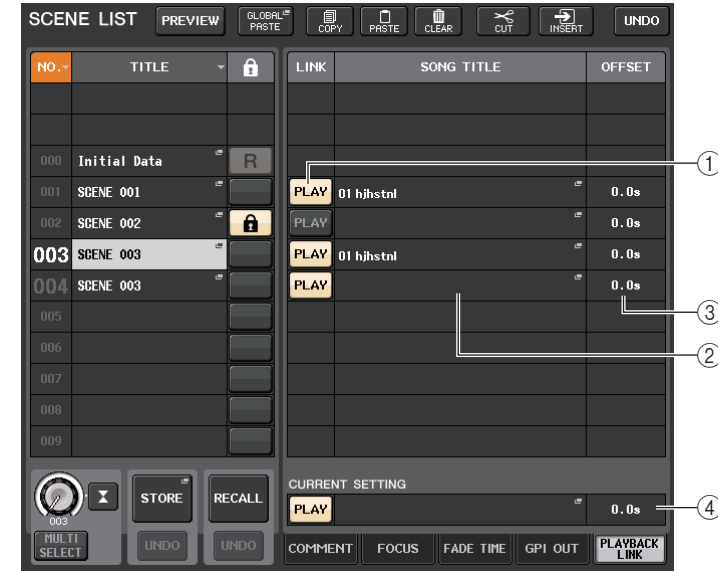 SCENE LIST PREVIEW GLOBAL PASTE COPY PASTE CLEAR CUT INSERT UNDO
NO. TITLE LINK SONG TITLE OFFSET
000 Initial Data R
001 SCENE 001 PLAY 01 hjhstnl 0.0s
002 SCENE 002 PLAY 0.0s
003 SCENE 003 PLAY 01 hjhstnl 0.0s
004 SCENE 003 PLAY 0.0s
005
006
007
008
009
1
3
2
STORE RECALL
CURRENT SETTING
PLAY 0.0s
4
003
MULTI SELECT UNDO UNDO
COMMENT FOCUS FADE TIME GPI OUT PLAYBACK LINK